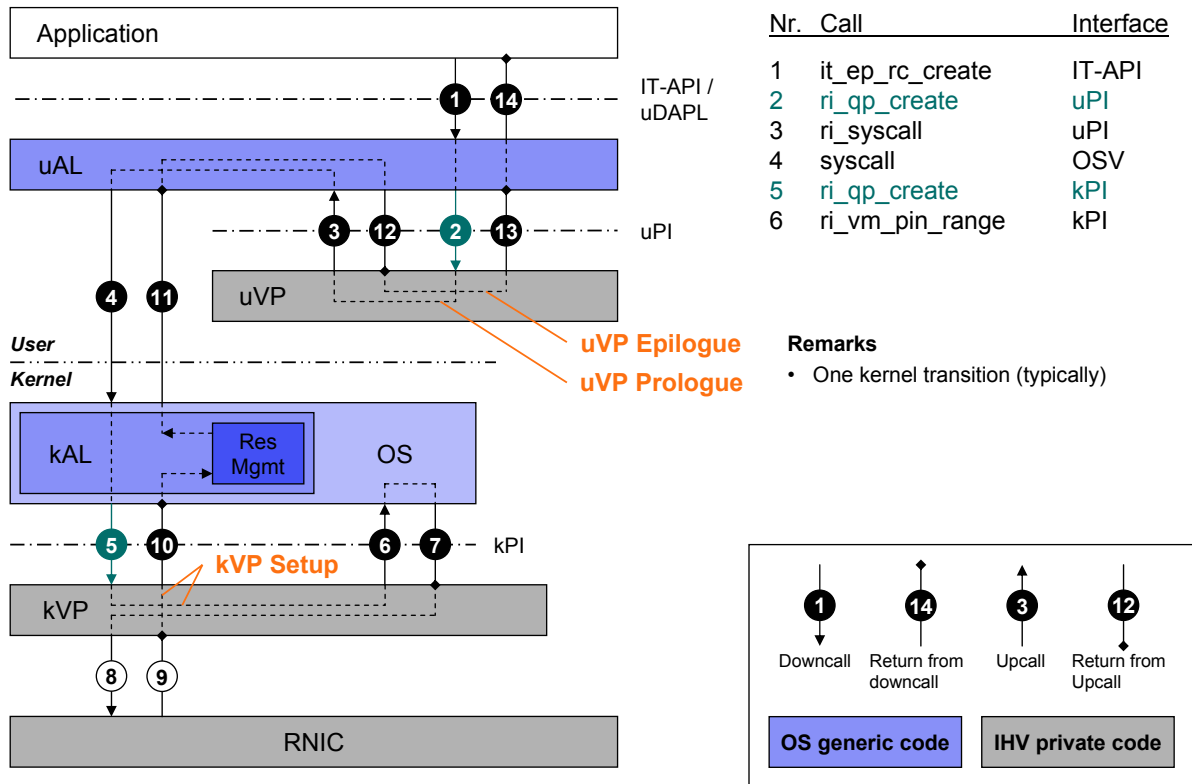 Application
1
14
IT-API /
uDAPL
uAL
3
12
2
13
uPI
uVP
4
11
uVP Epilogue
uVP Prologue
User
Kernel
kAL
Res
Mgmt
OS
5
10
6
7
kPI
kVP Setup
kVP
8
9
RNIC
Nr. Call Interface
1 it_ep_rc_create IT-API
2 ri_qp_create uPI
3 ri_syscall uPI
4 syscall OSV
5 ri_qp_create kPI
6 ri_vm_pin_range kPI
Remarks
• One kernel transition (typically)
1
14
3
12
Downcall
Return from
downcall
Upcall
Return from
Upcall
OS generic code
IHV private code